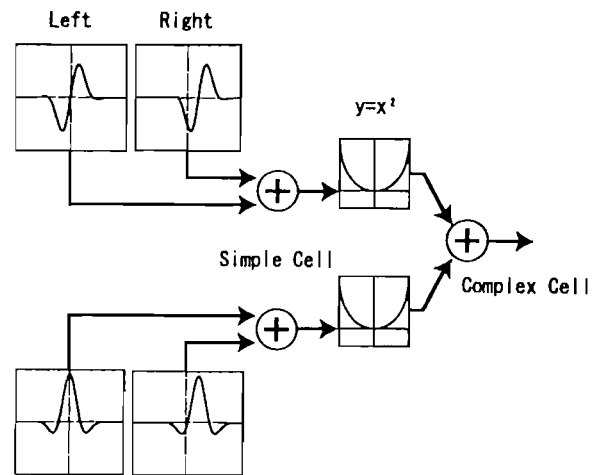 Left Right
y=x²
+
+
Simple Cell
Complex Cell
+